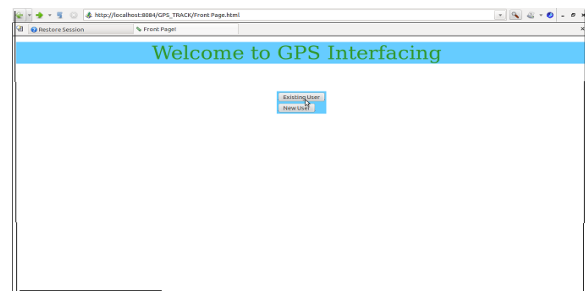 http://localhost:8084/GPS_TRACK/Front Page.html
Restore Session
Front Page!
Welcome to GPS Interfacing
Existing User
New User